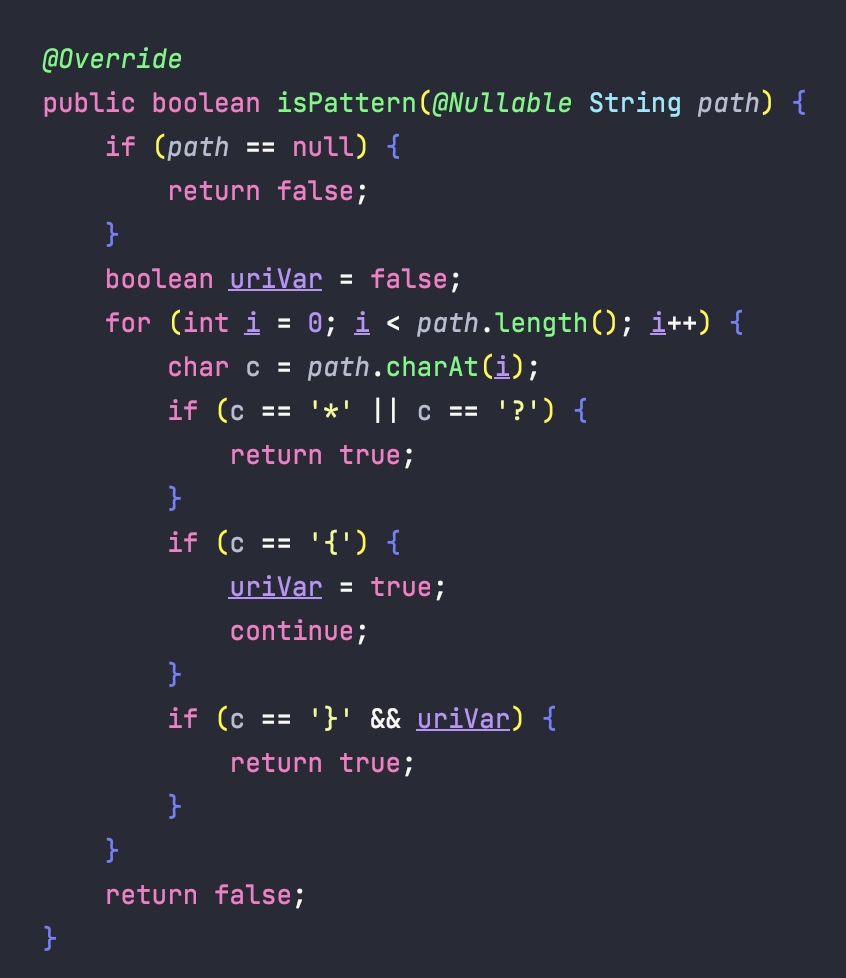 @Override
public boolean isPattern(@Nullable String path) {
    if (path == null) {
        return false;
    }
    boolean uriVar = false;
    for (int i = 0; i < path.length(); i++) {
        char c = path.charAt(i);
        if (c == '*' || c == '?') {
            return true;
        }
        if (c == '{') {
            uriVar = true;
            continue;
        }
        if (c == '}' && uriVar) {
            return true;
        }
    }
    return false;
}